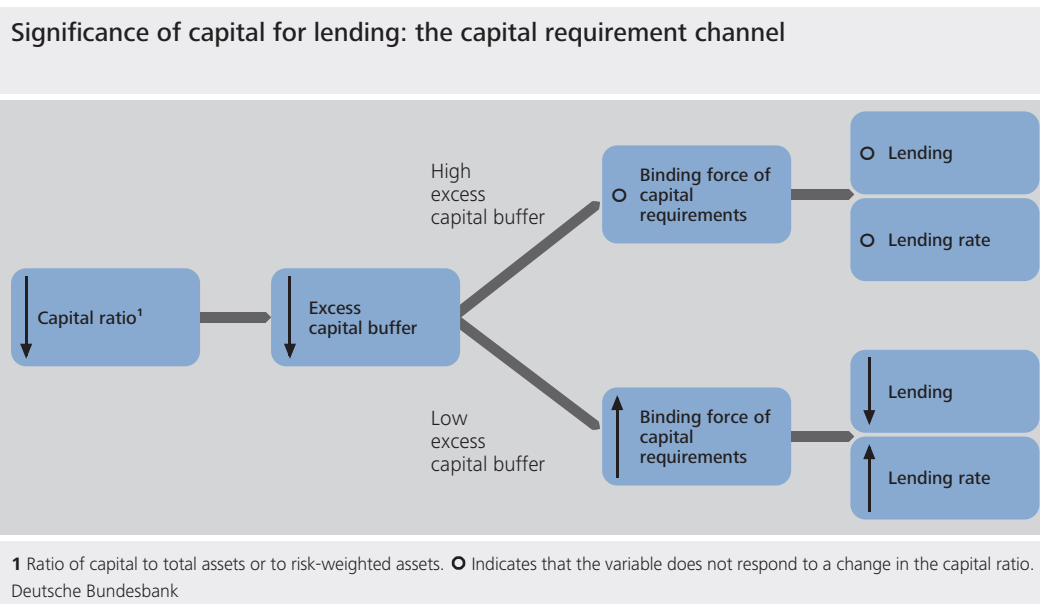 Significance of capital for lending: the capital requirement channel
High
excess
capital buffer
Binding force of
capital
requirements
Lending
Lending rate
Capital ratio¹
Excess
capital buffer
Low
excess
capital buffer
Binding force of
capital
requirements
Lending
Lending rate
1 Ratio of capital to total assets or to risk-weighted assets. O Indicates that the variable does not respond to a change in the capital ratio.
Deutsche Bundesbank